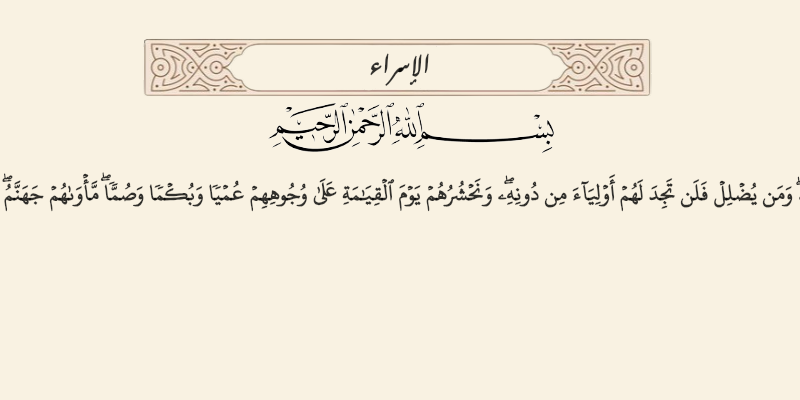 الإسراء
بِسْمِ ٱللَّهِ ٱلرَّحْمَٰنِ ٱلرَّحِيمِ
وَمَن يُضْلِلْ فَلَن تَجِدَ لَهُمْ أَوْلِيَآءَ مِن دُونِهِۦۖ وَنَحْشُرُهُمْ يَوْمَ ٱلْقِيَـٰمَةِ عَلَىٰ وُجُوهِهِمْ عُمْيًا وَبُكْمًا وَصُمًّاۖ مَّأْوَىٰهُمْ جَهَنَّمُۖ